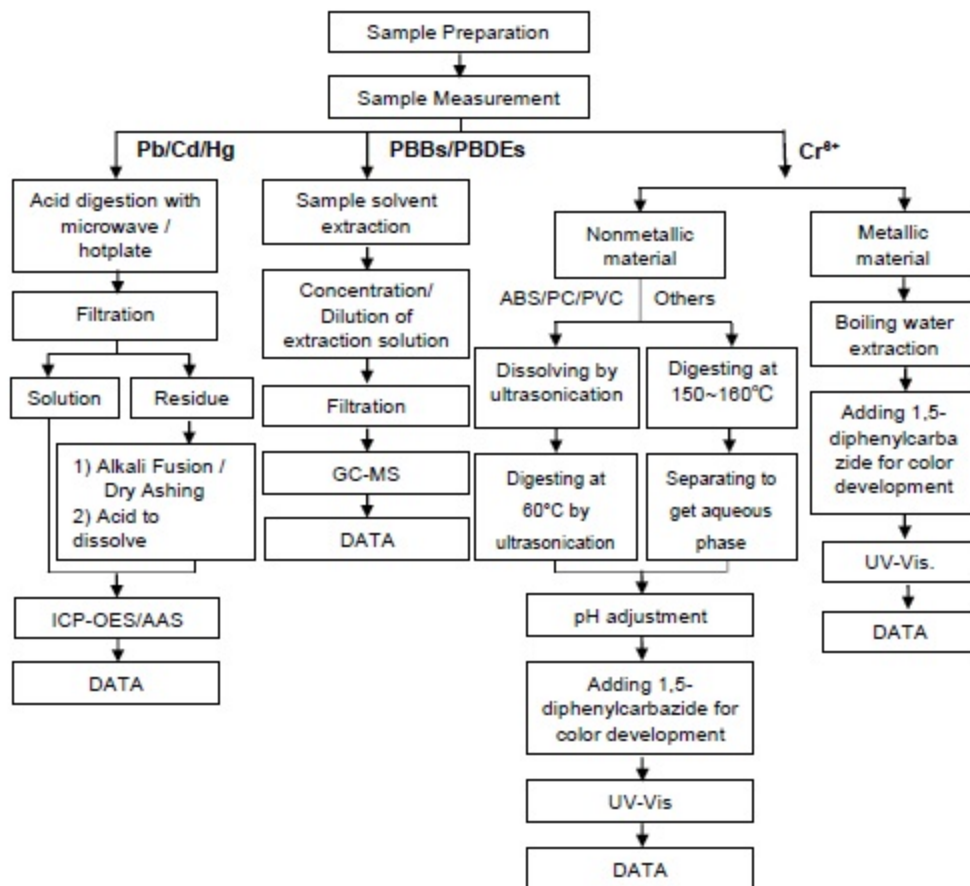 Sample Preparation
Sample Measurement
Pb/Cd/Hg
PBBs/PBDEs
Cr⁶⁺
Acid digestion with
microwave /
hotplate
Filtration
Solution
Residue
1) Alkali Fusion /
Dry Ashing
2) Acid to
dissolve
ICP-OES/AAS
DATA
Sample solvent
extraction
Concentration/
Dilution of
extraction solution
Filtration
GC-MS
DATA
Nonmetallic
material
ABS/PC/PVC
Others
Dissolving by
ultrasonication
Digesting at
60°C by
ultrasonication
Digesting at
150~160℃
Separating to
get aqueous
phase
pH adjustment
Adding 1,5-
diphenylcarbazide for
color development
UV-Vis
DATA
Metallic
material
Boiling water
extraction
Adding 1,5-
diphenylcarba
zide for color
development
UV-Vis.
DATA